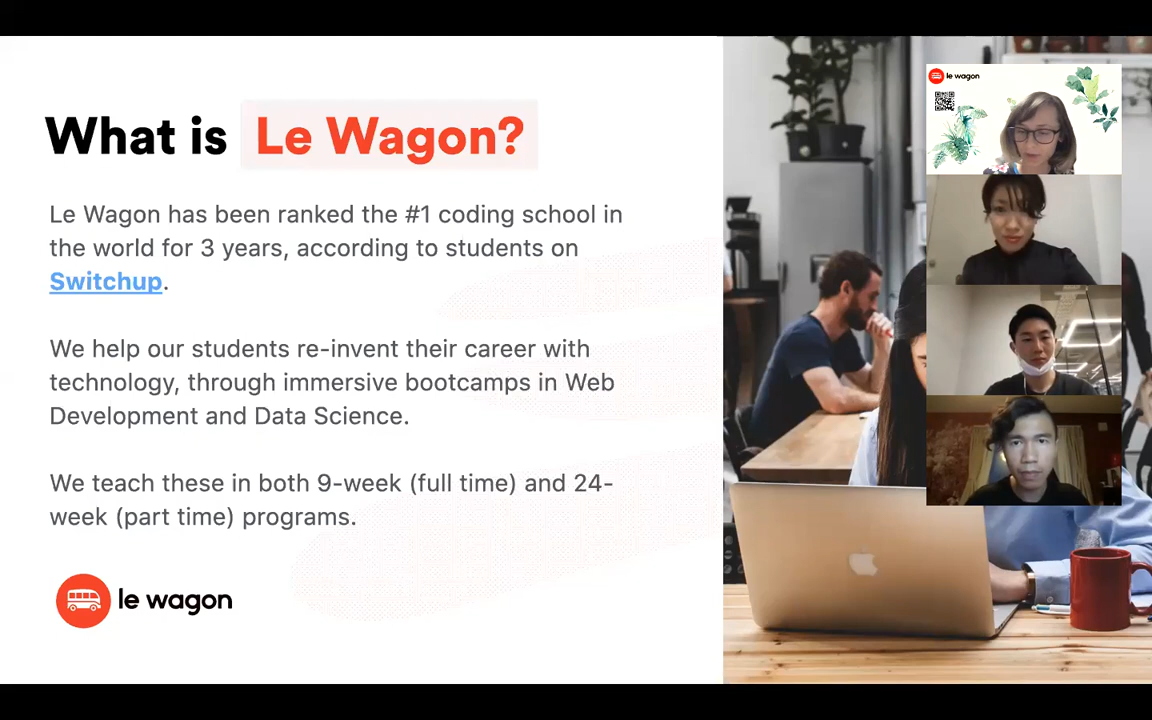 What is Le Wagon?
Le Wagon has been ranked the #1 coding school in
the world for 3 years, according to students on
Switchup.
We help our students re-invent their career with
technology, through immersive bootcamps in Web
Development and Data Science.
We teach these in both 9-week (full time) and 24-
week (part time) programs.
le wagon
le wagon